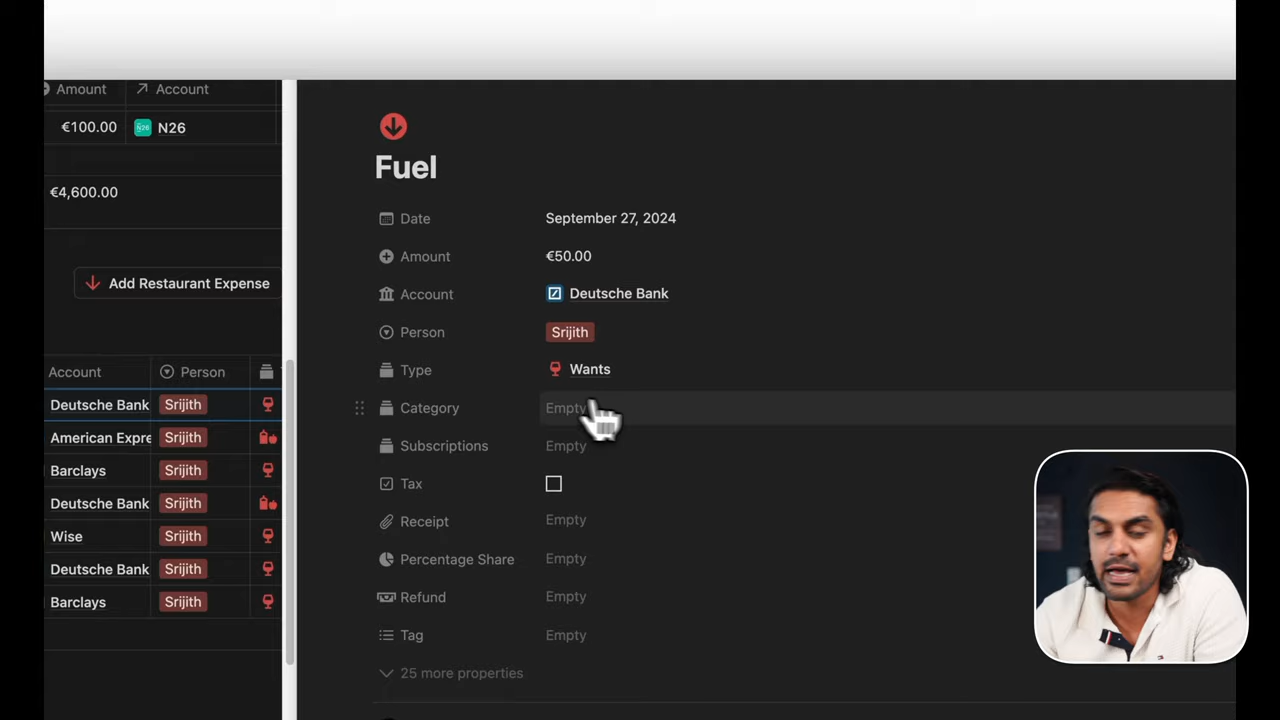 Amount Account
€100.00 N26
€4,600.00
Add Restaurant Expense
Account Person
Deutsche Bank Srijith
American Expre Srijith
Barclays Srijith
Deutsche Bank Srijith
Wise Srijith
Deutsche Bank Srijith
Barclays Srijith
Fuel
Date September 27, 2024
Amount €50.00
Account Deutsche Bank
Person Srijith
Type Wants
Category Empty
Subscriptions Empty
Tax
Receipt Empty
Percentage Share Empty
Refund Empty
Tag Empty
25 more properties